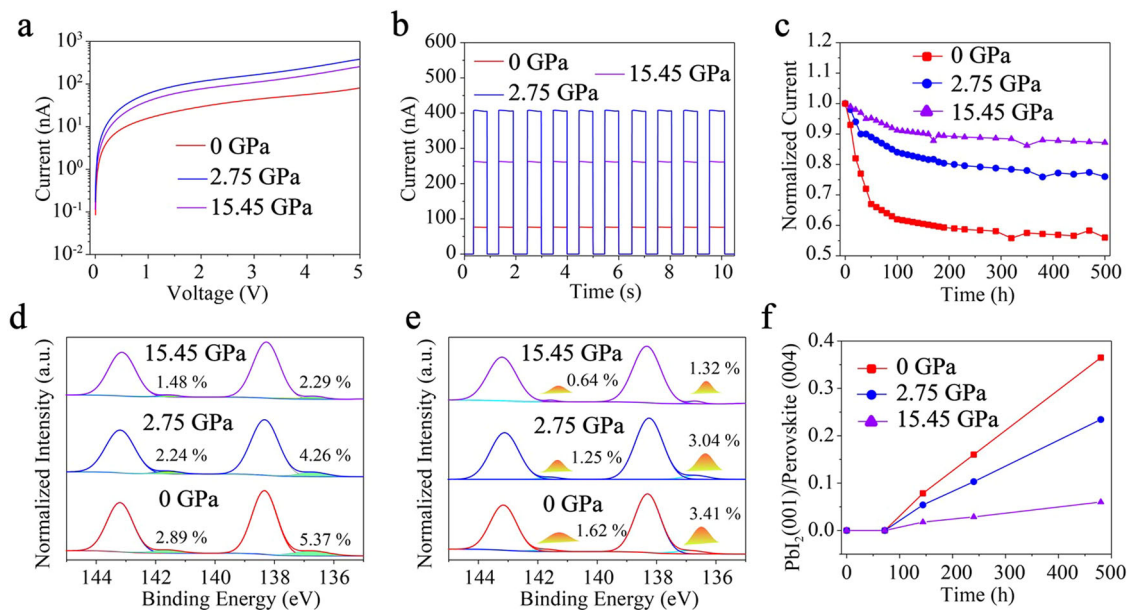 a
10³
10²
10¹
10⁰
10⁻¹
10⁻²
Current (nA)
0 GPa
2.75 GPa
15.45 GPa
0 1 2 3 4 5
Voltage (V)
b
600
500
400
300
200
100
0
Current (nA)
0 GPa
15.45 GPa
2.75 GPa
0 2 4 6 8 10
Time (s)
c
1.2
1.1
1.0
0.9
0.8
0.7
0.6
0.5
Normalized Current
0 GPa
2.75 GPa
15.45 GPa
0 100 200 300 400 500
Time (h)
d
Normalized Intensity (a.u.)
15.45 GPa
1.48 % 2.29 %
2.75 GPa
2.24 % 4.26 %
0 GPa
2.89 % 5.37 %
144 142 140 138 136
Binding Energy (eV)
e
Normalized Intensity (a.u.)
15.45 GPa
0.64 % 1.32 %
2.75 GPa
1.25 % 3.04 %
0 GPa
1.62 % 3.41 %
144 142 140 138 136
Binding Energy (eV)
f
0.4
0.3
0.2
0.1
0.0
PbI₂(001)/Perovskite (004)
0 GPa
2.75 GPa
15.45 GPa
0 100 200 300 400 500
Time (h)